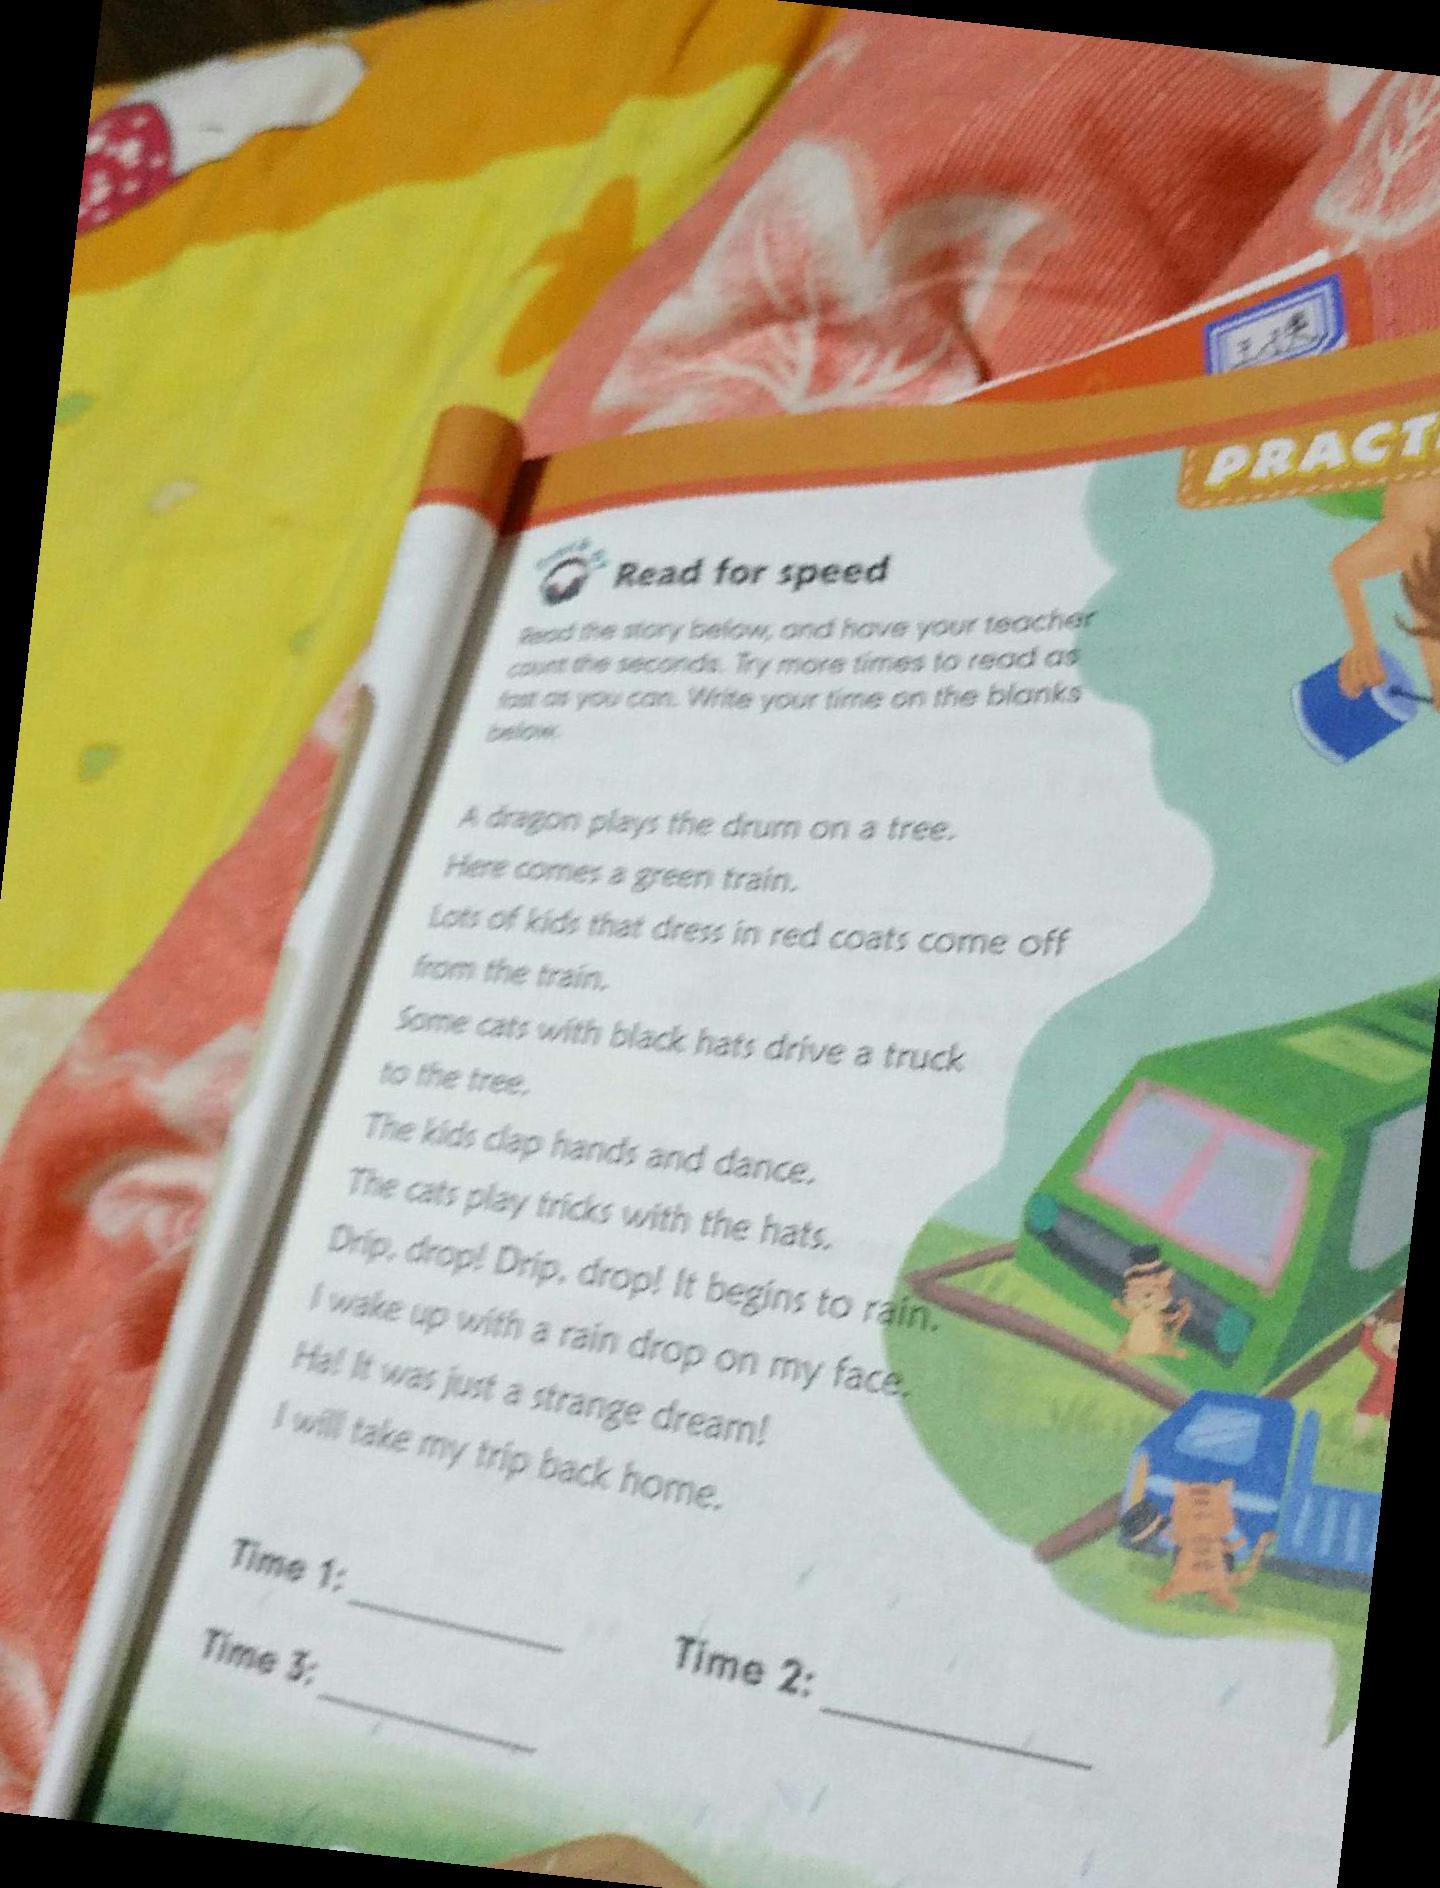 PRACT
Read for speed
Read the story below, and have your teacher
count the seconds. Try more times to read as
fast as you can. Write your time on the blanks
below.
A dragon plays the drum on a tree.
Here comes a green train.
Lots of kids that dress in red coats come off
from the train.
Some cats with black hats drive a truck
to the tree.
The kids clap hands and dance.
The cats play tricks with the hats.
Drip, drop! Drip, drop! It begins to rain.
I wake up with a rain drop on my face.
Ha! It was just a strange dream!
I will take my trip back home.
Time 1:
Time 2:
Time 3: